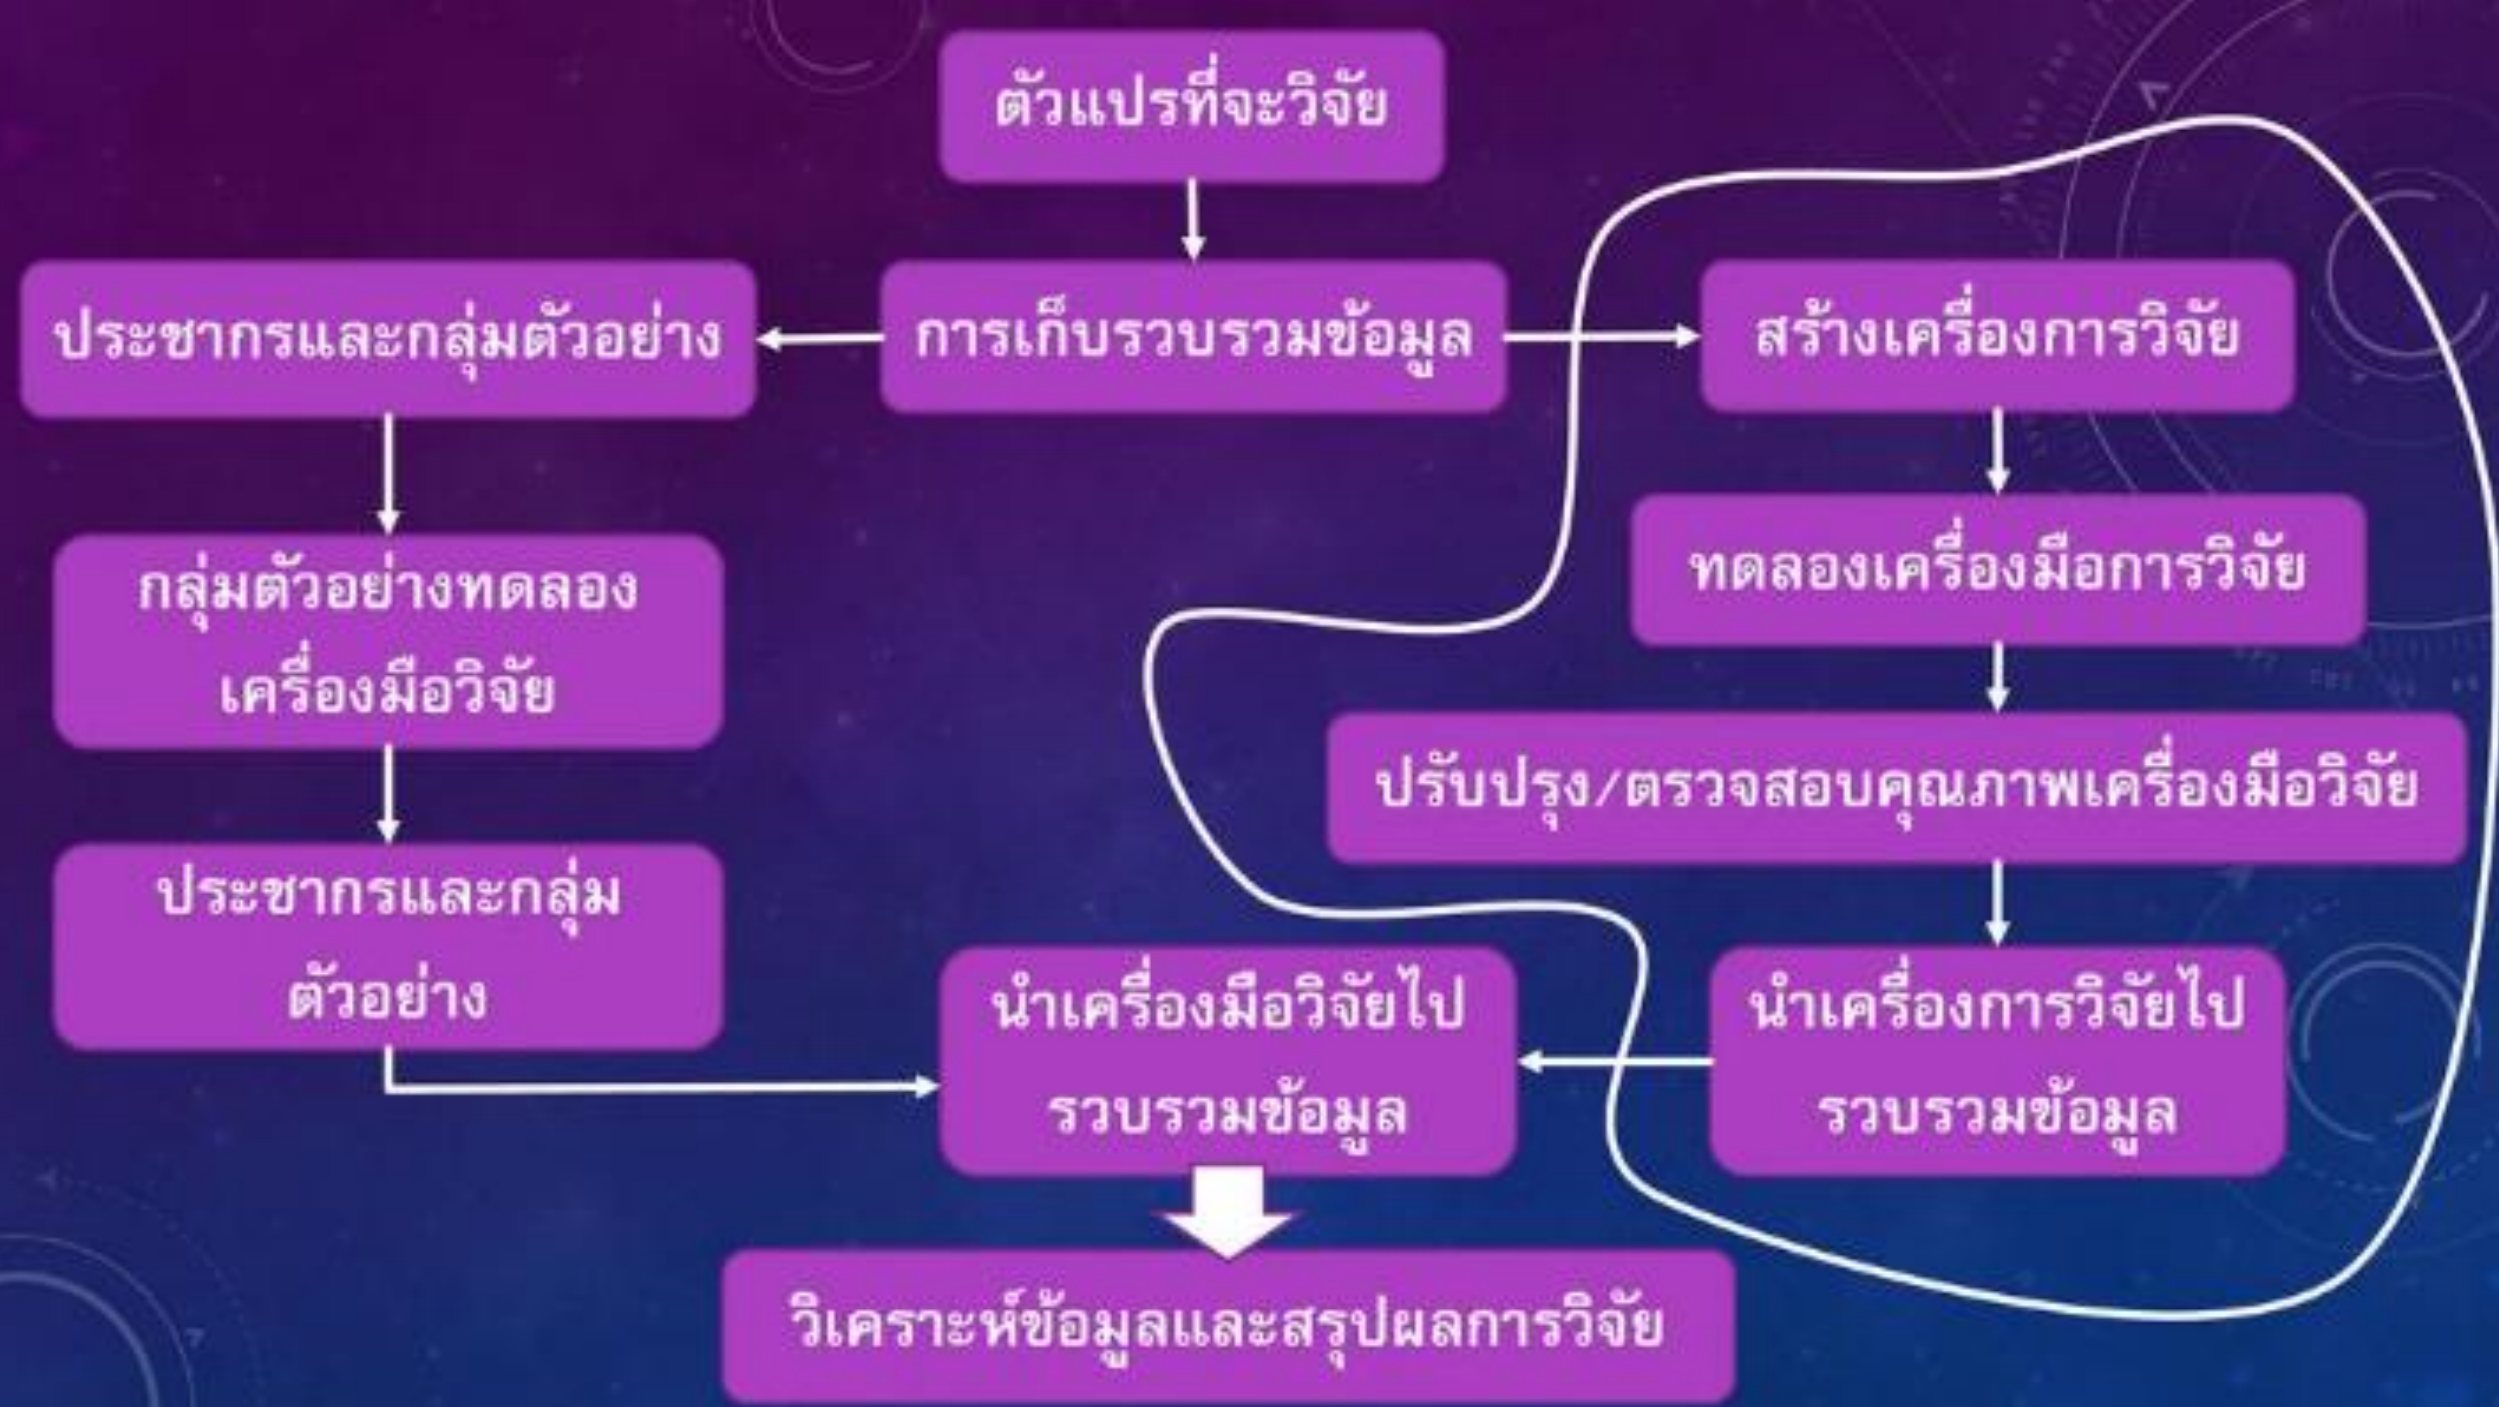 ตัวแปรที่จะวิจัย
ประชากรและกลุ่มตัวอย่าง
การเก็บรวบรวมข้อมูล
สร้างเครื่องการวิจัย
กลุ่มตัวอย่างทดลอง
เครื่องมือวิจัย
ทดลองเครื่องมือการวิจัย
ปรับปรุง/ตรวจสอบคุณภาพเครื่องมือวิจัย
ประชากรและกลุ่ม
ตัวอย่าง
นำเครื่องมือวิจัยไป
รวบรวมข้อมูล
นำเครื่องการวิจัยไป
รวบรวมข้อมูล
วิเคราะห์ข้อมูลและสรุปผลการวิจัย